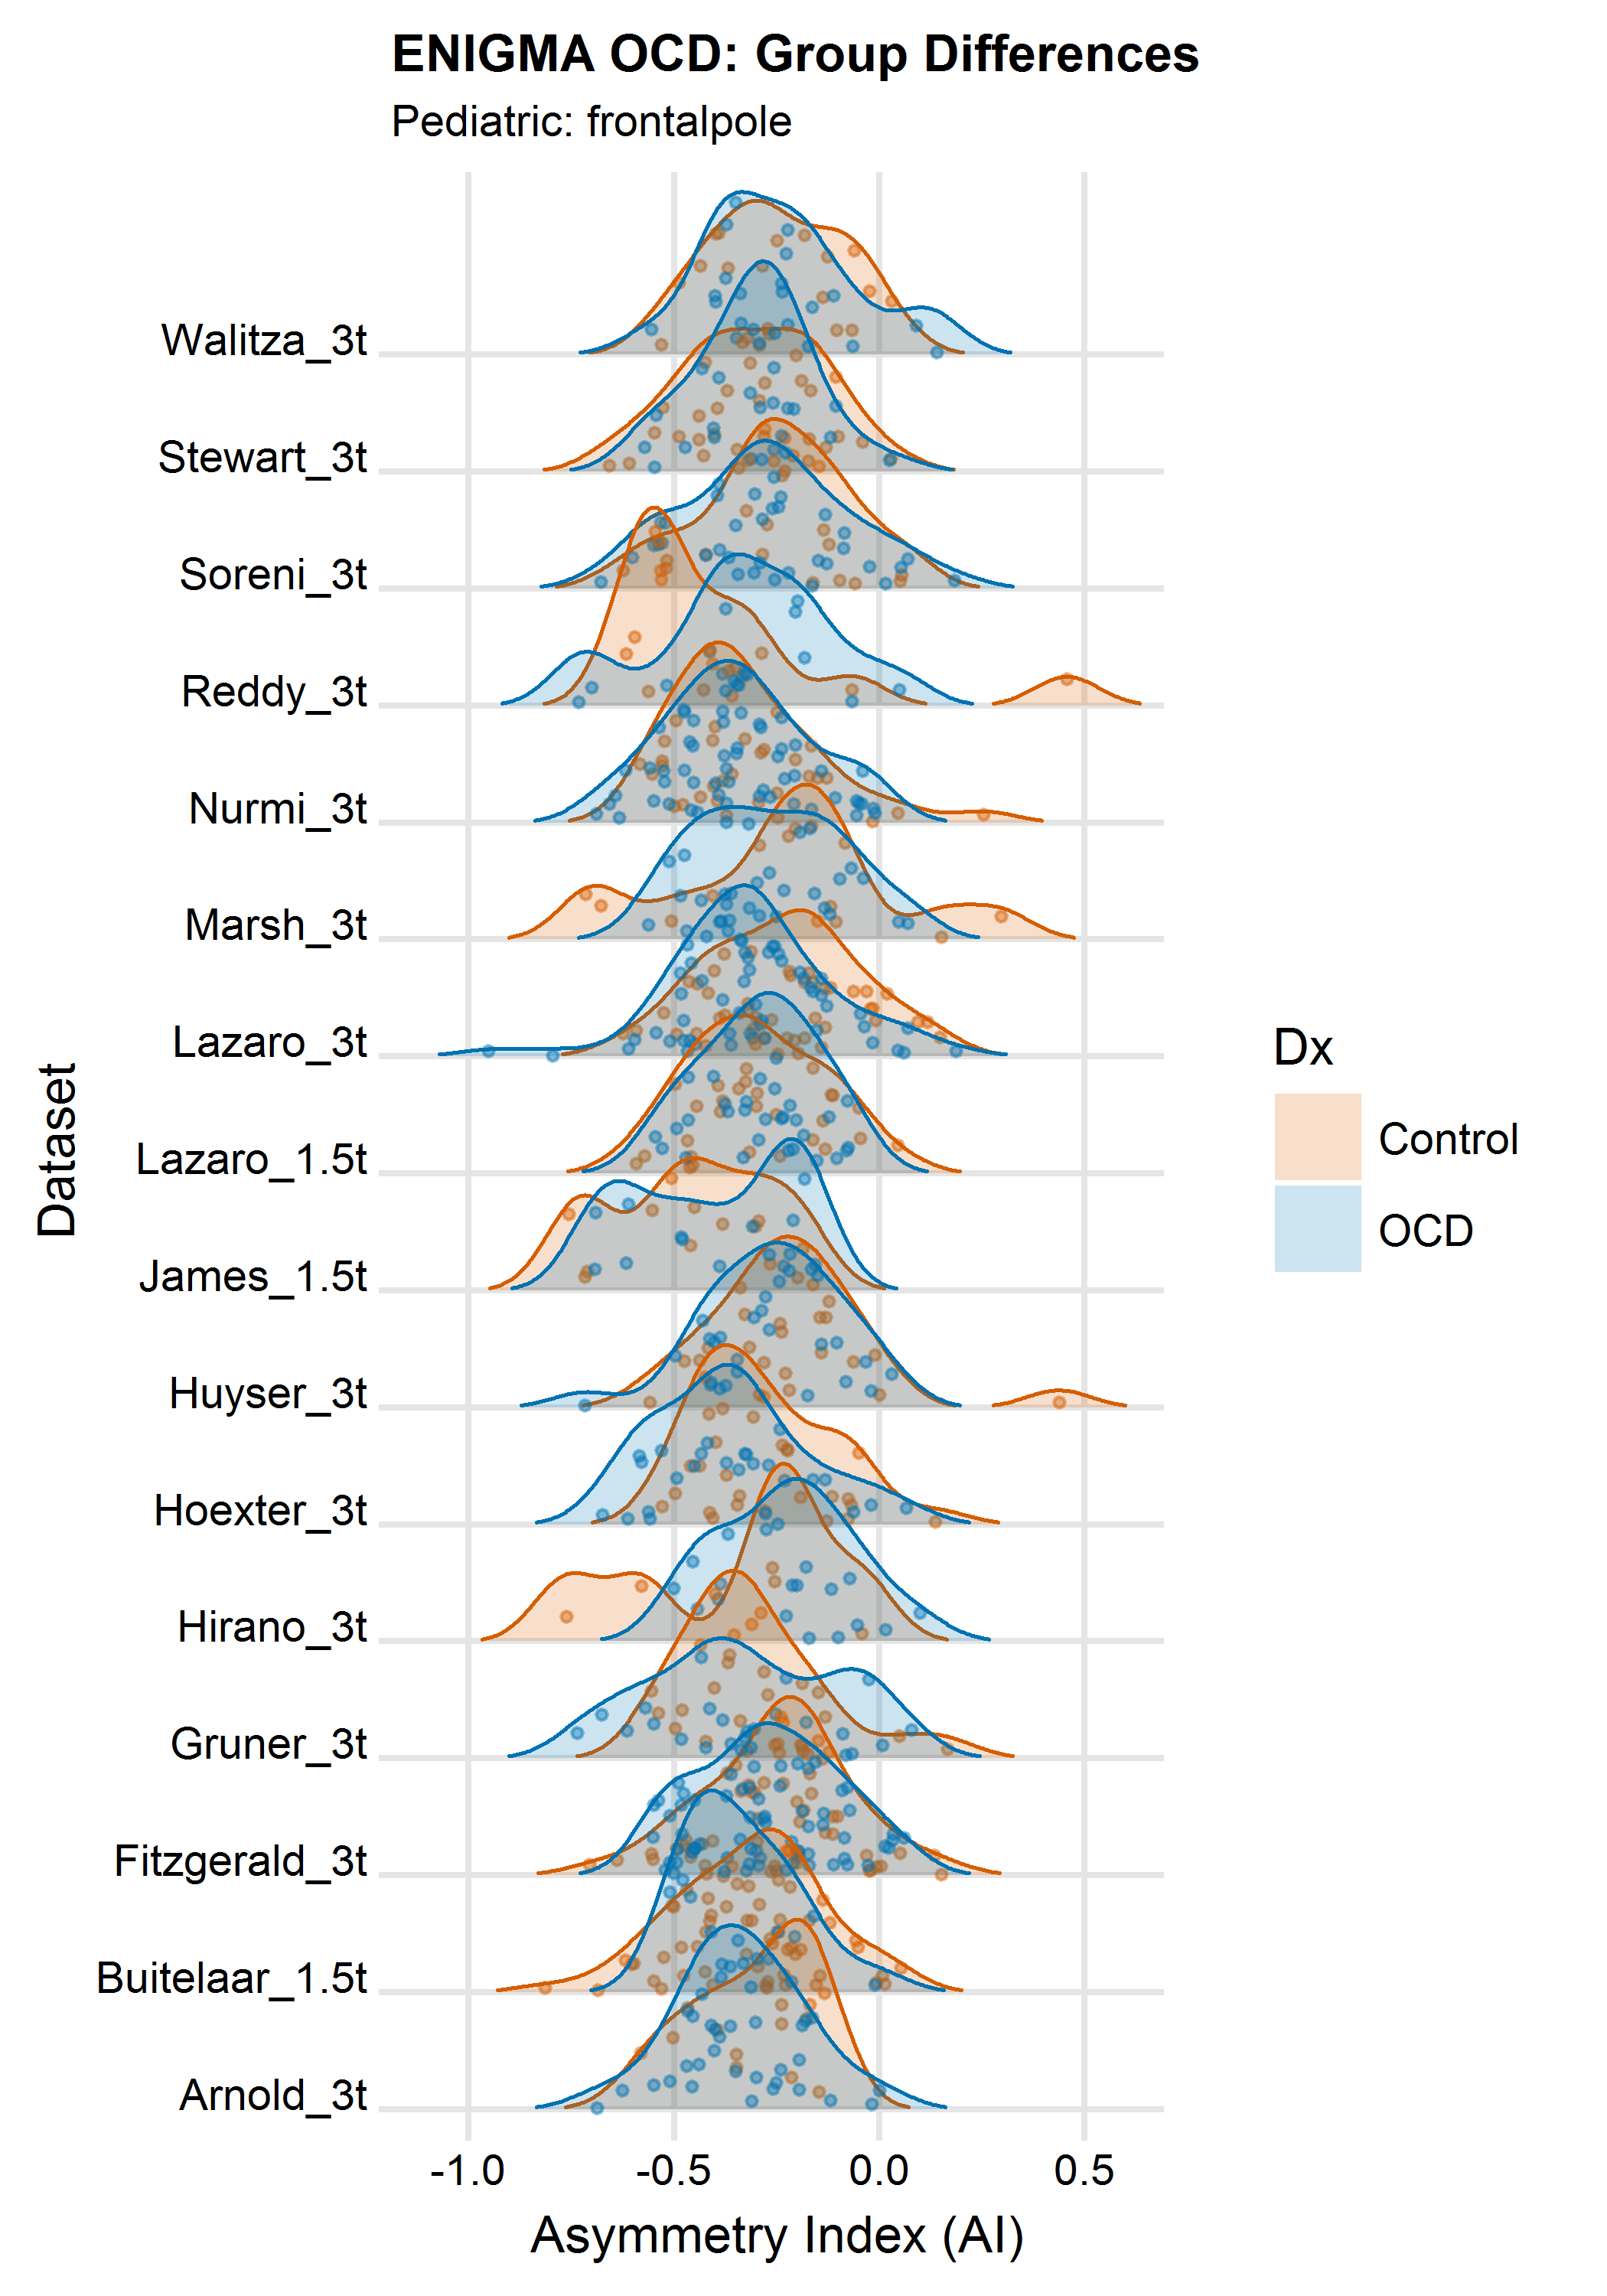 ENIGMA OCD: Group Differences
Pediatric: frontalpole
Walitza_3t
Stewart_3t
Soreni_3t
Reddy_3t
Nurmi_3t
Marsh_3t
Lazaro_3t
Lazaro_1.5t
James_1.5t
Huyser_3t
Hoexter_3t
Hirano_3t
Gruner_3t
Fitzgerald_3t
Buitelaar_1.5t
Arnold_3t
Dataset
-1.0 -0.5 0.0 0.5
Asymmetry Index (AI)
Dx
Control
OCD